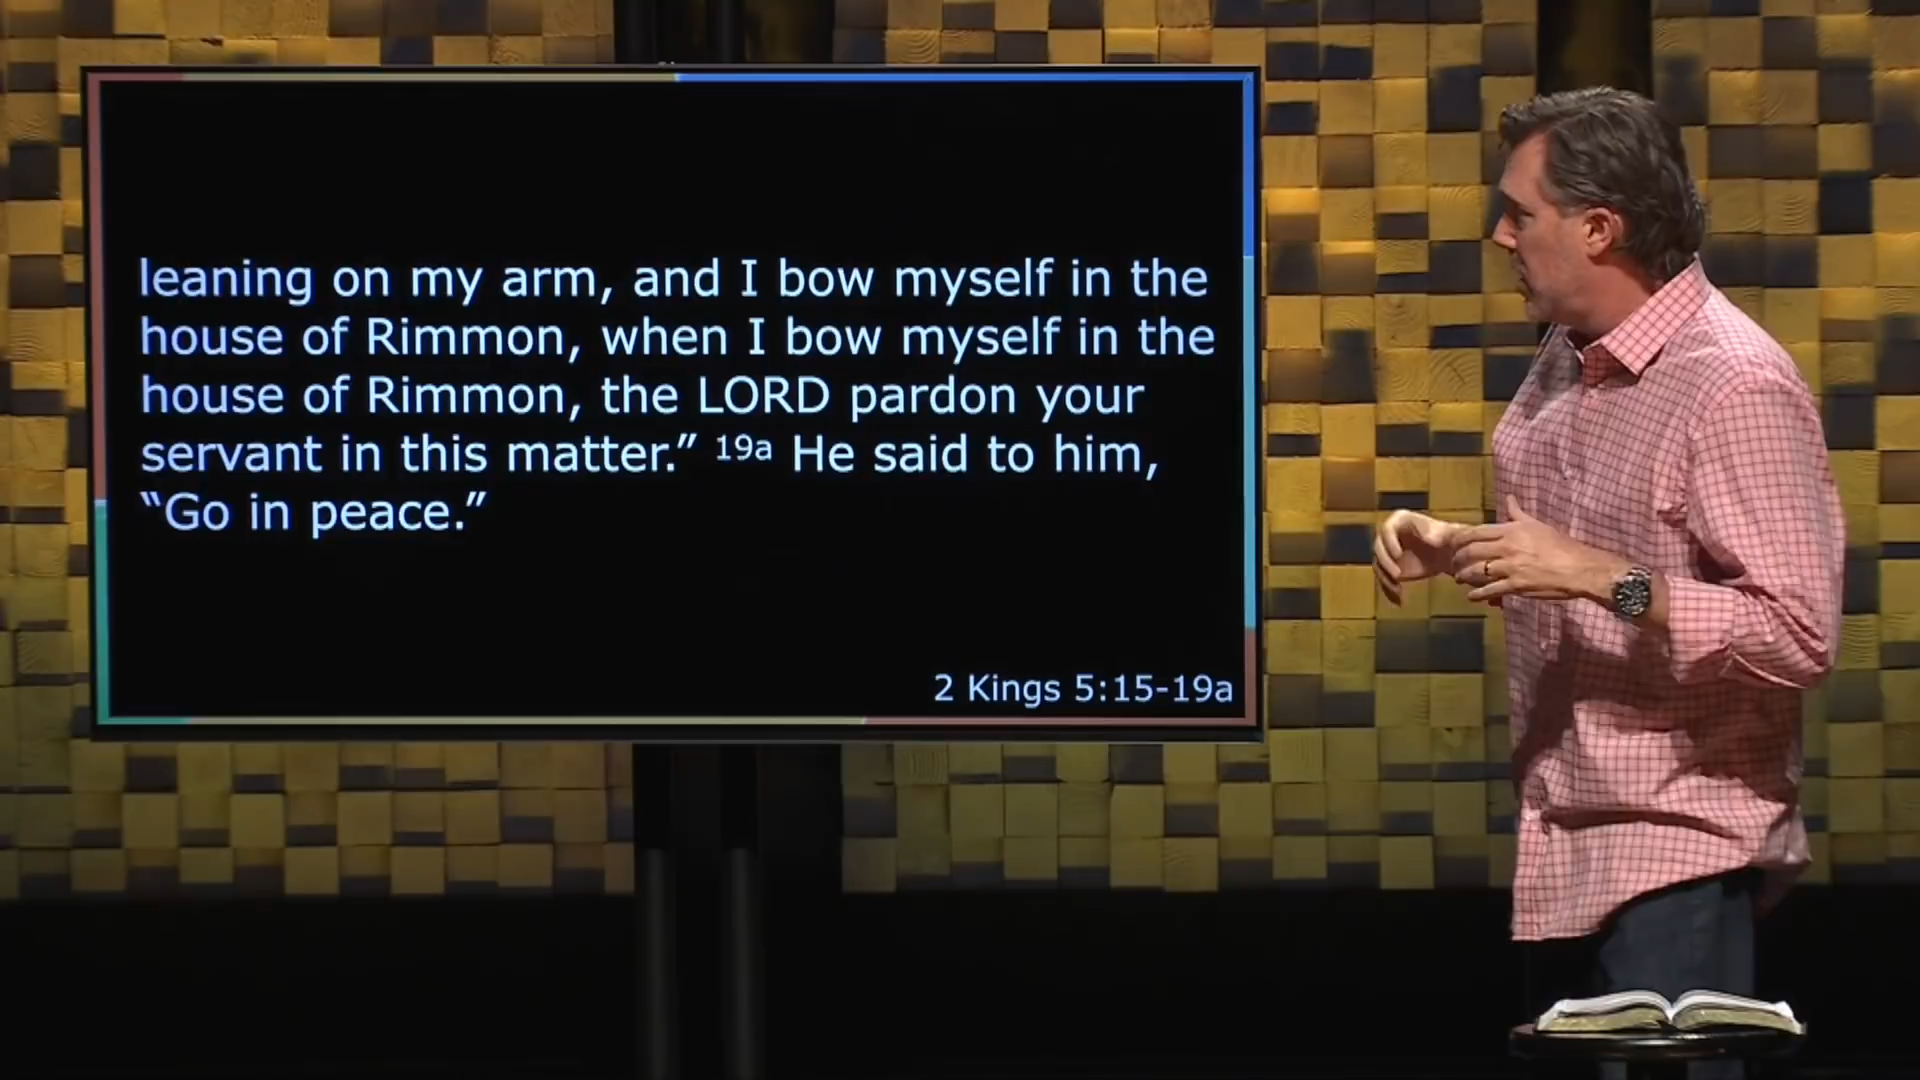 leaning on my arm, and I bow myself in the
house of Rimmon, when I bow myself in the
house of Rimmon, the LORD pardon your
servant in this matter.” 19a He said to him,
“Go in peace.”
2 Kings 5:15-19a